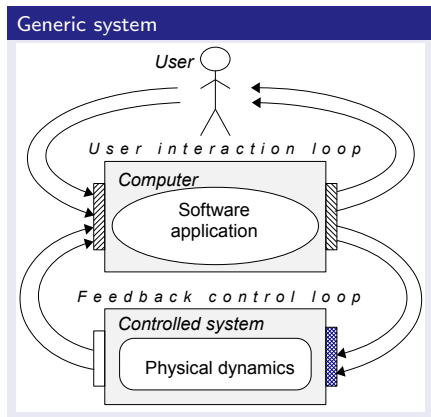 Generic system
User
User interaction loop
Computer
Software
application
Feedback control loop
Controlled system
Physical dynamics